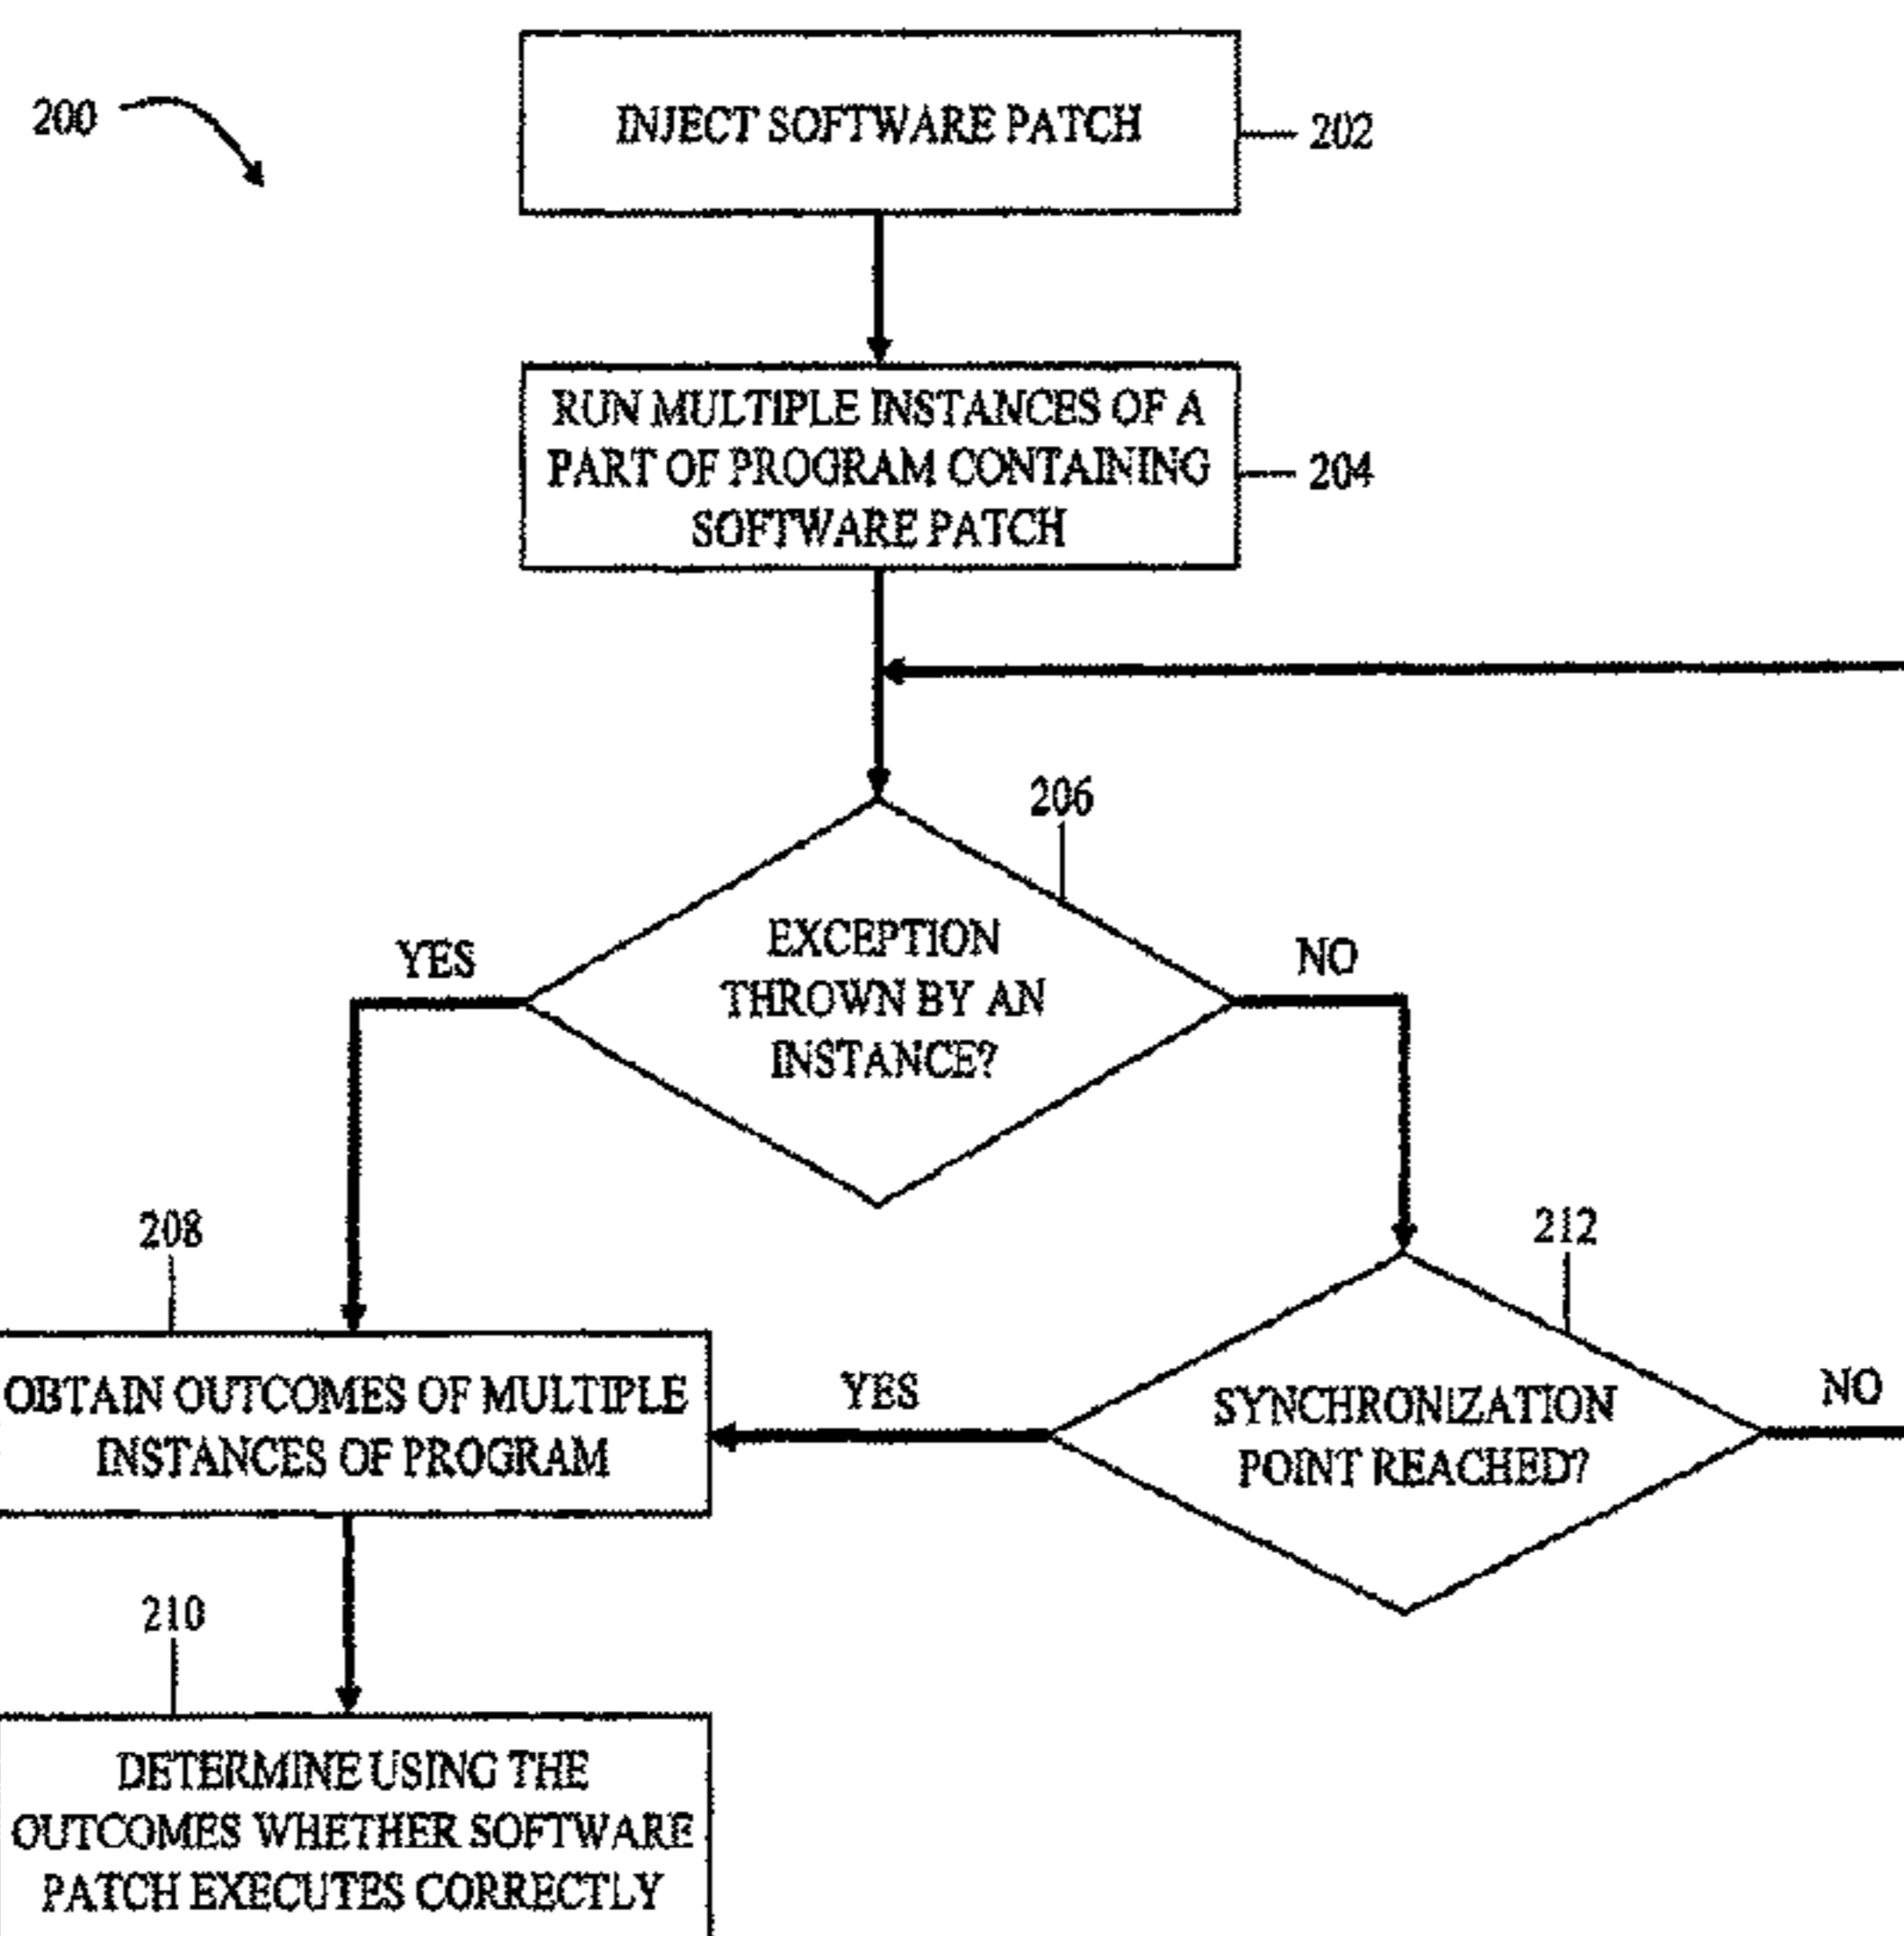 200
INJECT SOFTWARE PATCH
202
RUN MULTIPLE INSTANCES OF A
PART OF PROGRAM CONTAINING
SOFTWARE PATCH
204
206
EXCEPTION
THROWN BY AN
INSTANCE?
YES
NO
208
212
OBTAIN OUTCOMES OF MULTIPLE
INSTANCES OF PROGRAM
YES
SYNCHRONIZATION
POINT REACHED?
NO
210
DETERMINE USING THE
OUTCOMES WHETHER SOFTWARE
PATCH EXECUTES CORRECTLY